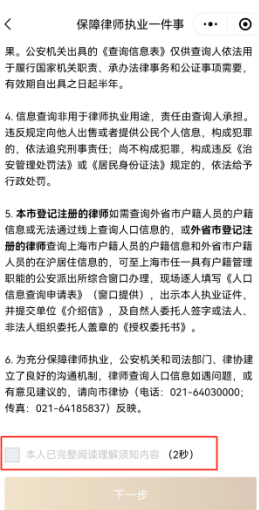 保障律师执业一件事
果。公安机关出具的《查询信息表》仅供查询人依法用
于履行国家机关职责、承办法律事务和公证事项需要，
有效期自出具之日起半年。
4. 信息查询非用于律师执业用途，责任由查询人承担。
违反规定向他人出售或者提供公民个人信息，构成犯罪
的，依法追究刑事责任；尚不构成犯罪，构成违反《治
安管理处罚法》或《居民身份证法》规定的，依法给予
行政处罚。
5. 本市登记注册的律师如需查询外省市户籍人员的户籍
信息或无法通过线上查询人口信息的，或外省市登记注
册的律师查询上海市户籍人员的户籍信息和外省市户籍
人员的在沪居住信息的，可至上海市任一具有户籍管理
职能的公安派出所综合窗口办理，现场逐人填写《人口
信息查询申请表》（窗口提供），出示本人执业证件，
并提交单位《介绍信》，及自然人委托人签字或法人、
非法人组织委托人盖章的《授权委托书》。
6. 为充分保障律师执业，公安机关和司法部门、律协建
立了良好的沟通机制，律师查询人口信息如遇问题，或
有意见建议的，请向市律协（电话：021-64030000；
传真：021-64185837）反映。
本人已完整阅读理解须知内容 （2秒）
下一步